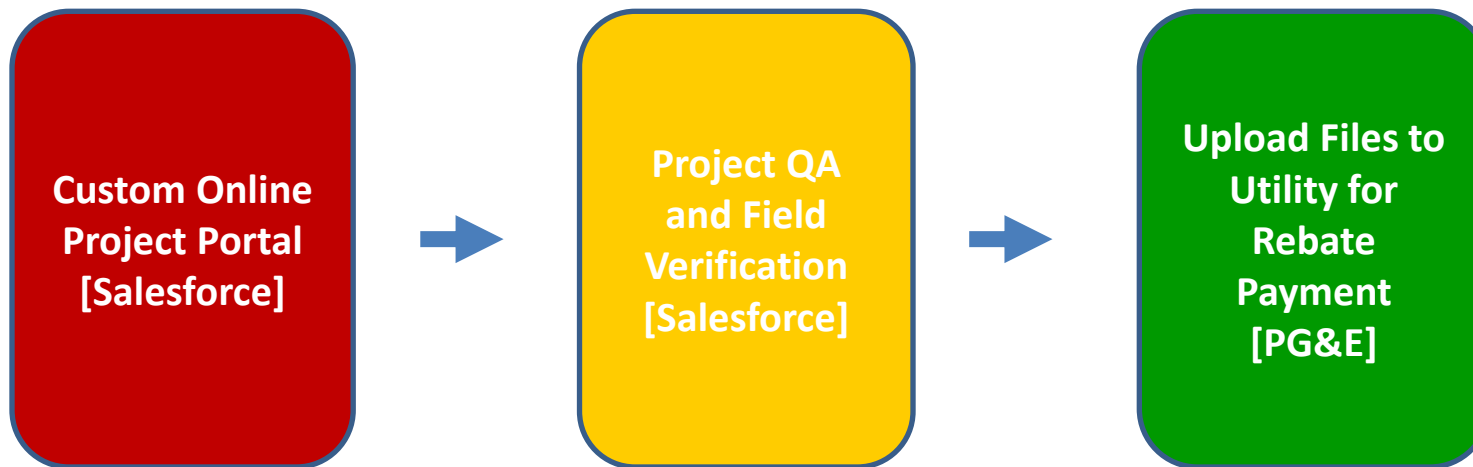 Custom Online
Project Portal
[Salesforce]
Project QA
and Field
Verification
[Salesforce]
Upload Files to
Utility for
Rebate
Payment
[PG&E]